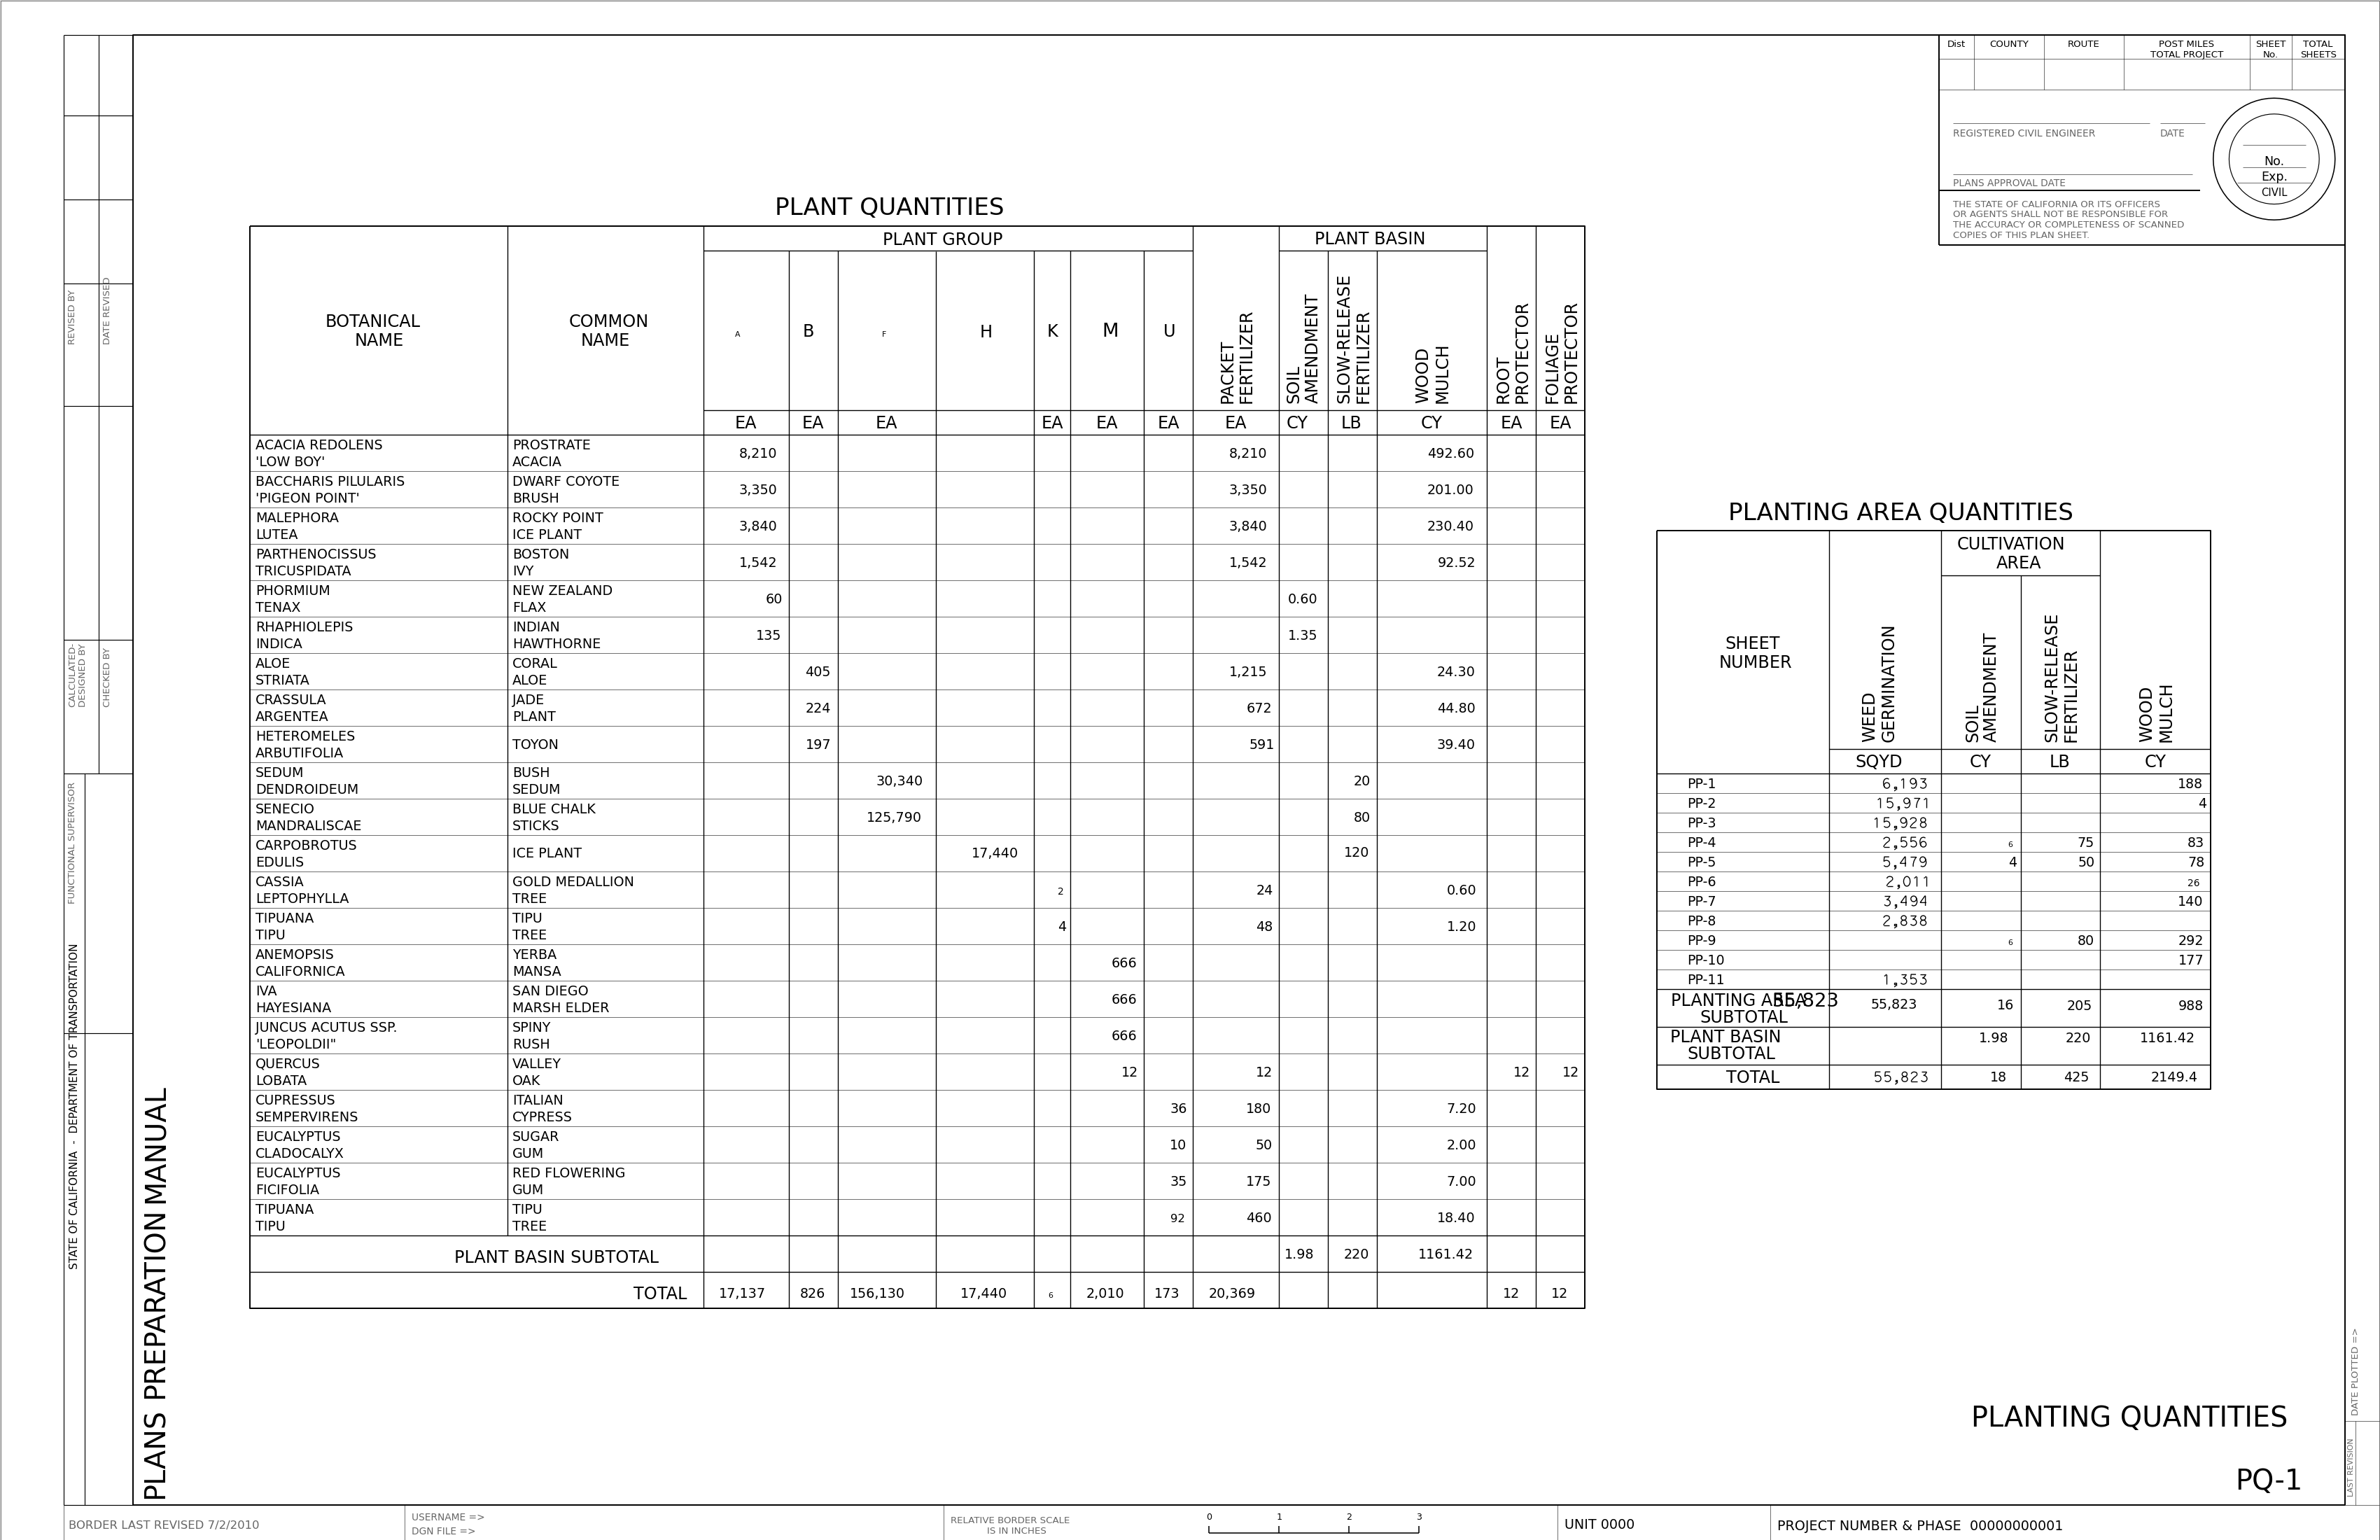 Dist COUNTY ROUTE POST MILES TOTAL PROJECT SHEET No. TOTAL SHEETS
REGISTERED CIVIL ENGINEER DATE
No.
Exp.
CIVIL
PLANS APPROVAL DATE
THE STATE OF CALIFORNIA OR ITS OFFICERS
OR AGENTS SHALL NOT BE RESPONSIBLE FOR
THE ACCURACY OR COMPLETENESS OF SCANNED
COPIES OF THIS PLAN SHEET.
REVISED BY
DATE REVISED
CALCULATED-
DESIGNED BY
CHECKED BY
FUNCTIONAL SUPERVISOR
STATE OF CALIFORNIA - DEPARTMENT OF TRANSPORTATION
PLANS PREPARATION MANUAL
PLANT QUANTITIES
BOTANICAL NAME COMMON NAME PLANT GROUP PACKET FERTILIZER PLANT BASIN ROOT PROTECTOR FOLIAGE PROTECTOR
A B F H K M U SOIL AMENDMENT SLOW-RELEASE FERTILIZER WOOD MULCH
EA EA EA EA EA EA EA CY LB CY EA EA
ACACIA REDOLENS 'LOW BOY' PROSTRATE ACACIA 8,210 8,210 492.60
BACCHARIS PILULARIS 'PIGEON POINT' DWARF COYOTE BRUSH 3,350 3,350 201.00
MALEPHORA LUTEA ROCKY POINT ICE PLANT 3,840 3,840 230.40
PARTHENOCISSUS TRICUSPIDATA BOSTON IVY 1,542 1,542 92.52
PHORMIUM TENAX NEW ZEALAND FLAX 60 0.60
RHAPHIOLEPIS INDICA INDIAN HAWTHORNE 135 1.35
ALOE STRIATA CORAL ALOE 405 1,215 24.30
CRASSULA ARGENTEA JADE PLANT 224 672 44.80
HETEROMELES ARBUTIFOLIA TOYON 197 591 39.40
SEDUM DENDROIDEUM BUSH SEDUM 30,340 20
SENECIO MANDRALISCAE BLUE CHALK STICKS 125,790 80
CARPOBROTUS EDULIS ICE PLANT 17,440 120
CASSIA LEPTOPHYLLA GOLD MEDALLION TREE 2 24 0.60
TIPUANA TIPU TIPU TREE 4 48 1.20
ANEMOPSIS CALIFORNICA YERBA MANSA 666
IVA HAYESIANA SAN DIEGO MARSH ELDER 666
JUNCUS ACUTUS SSP. 'LEOPOLDII" SPINY RUSH 666
QUERCUS LOBATA VALLEY OAK 12 12 12 12
CUPRESSUS SEMPERVIRENS ITALIAN CYPRESS 36 180 7.20
EUCALYPTUS CLADOCALYX SUGAR GUM 10 50 2.00
EUCALYPTUS FICIFOLIA RED FLOWERING GUM 35 175 7.00
TIPUANA TIPU TIPU TREE 92 460 18.40
PLANT BASIN SUBTOTAL 1.98 220 1161.42
TOTAL 17,137 826 156,130 17,440 6 2,010 173 20,369 12 12
PLANTING AREA QUANTITIES
SHEET NUMBER WEED GERMINATION CULTIVATION AREA WOOD MULCH
SOIL AMENDMENT SLOW-RELEASE FERTILIZER
SQYD CY LB CY
PP-1 6,193 188
PP-2 15,971 4
PP-3 15,928
PP-4 2,556 6 75 83
PP-5 5,479 4 50 78
PP-6 2,011 26
PP-7 3,494 140
PP-8 2,838
PP-9 6 80 292
PP-10 177
PP-11 1,353
PLANTING AREA SUBTOTAL 55,823 55,823 16 205 988
PLANT BASIN SUBTOTAL 1.98 220 1161.42
TOTAL 55,823 18 425 2149.4
PLANTING QUANTITIES
PQ-1
DATE PLOTTED =>
LAST REVISION
BORDER LAST REVISED 7/2/2010
USERNAME =>
DGN FILE =>
RELATIVE BORDER SCALE
IS IN INCHES
0 1 2 3
UNIT 0000
PROJECT NUMBER & PHASE 00000000001